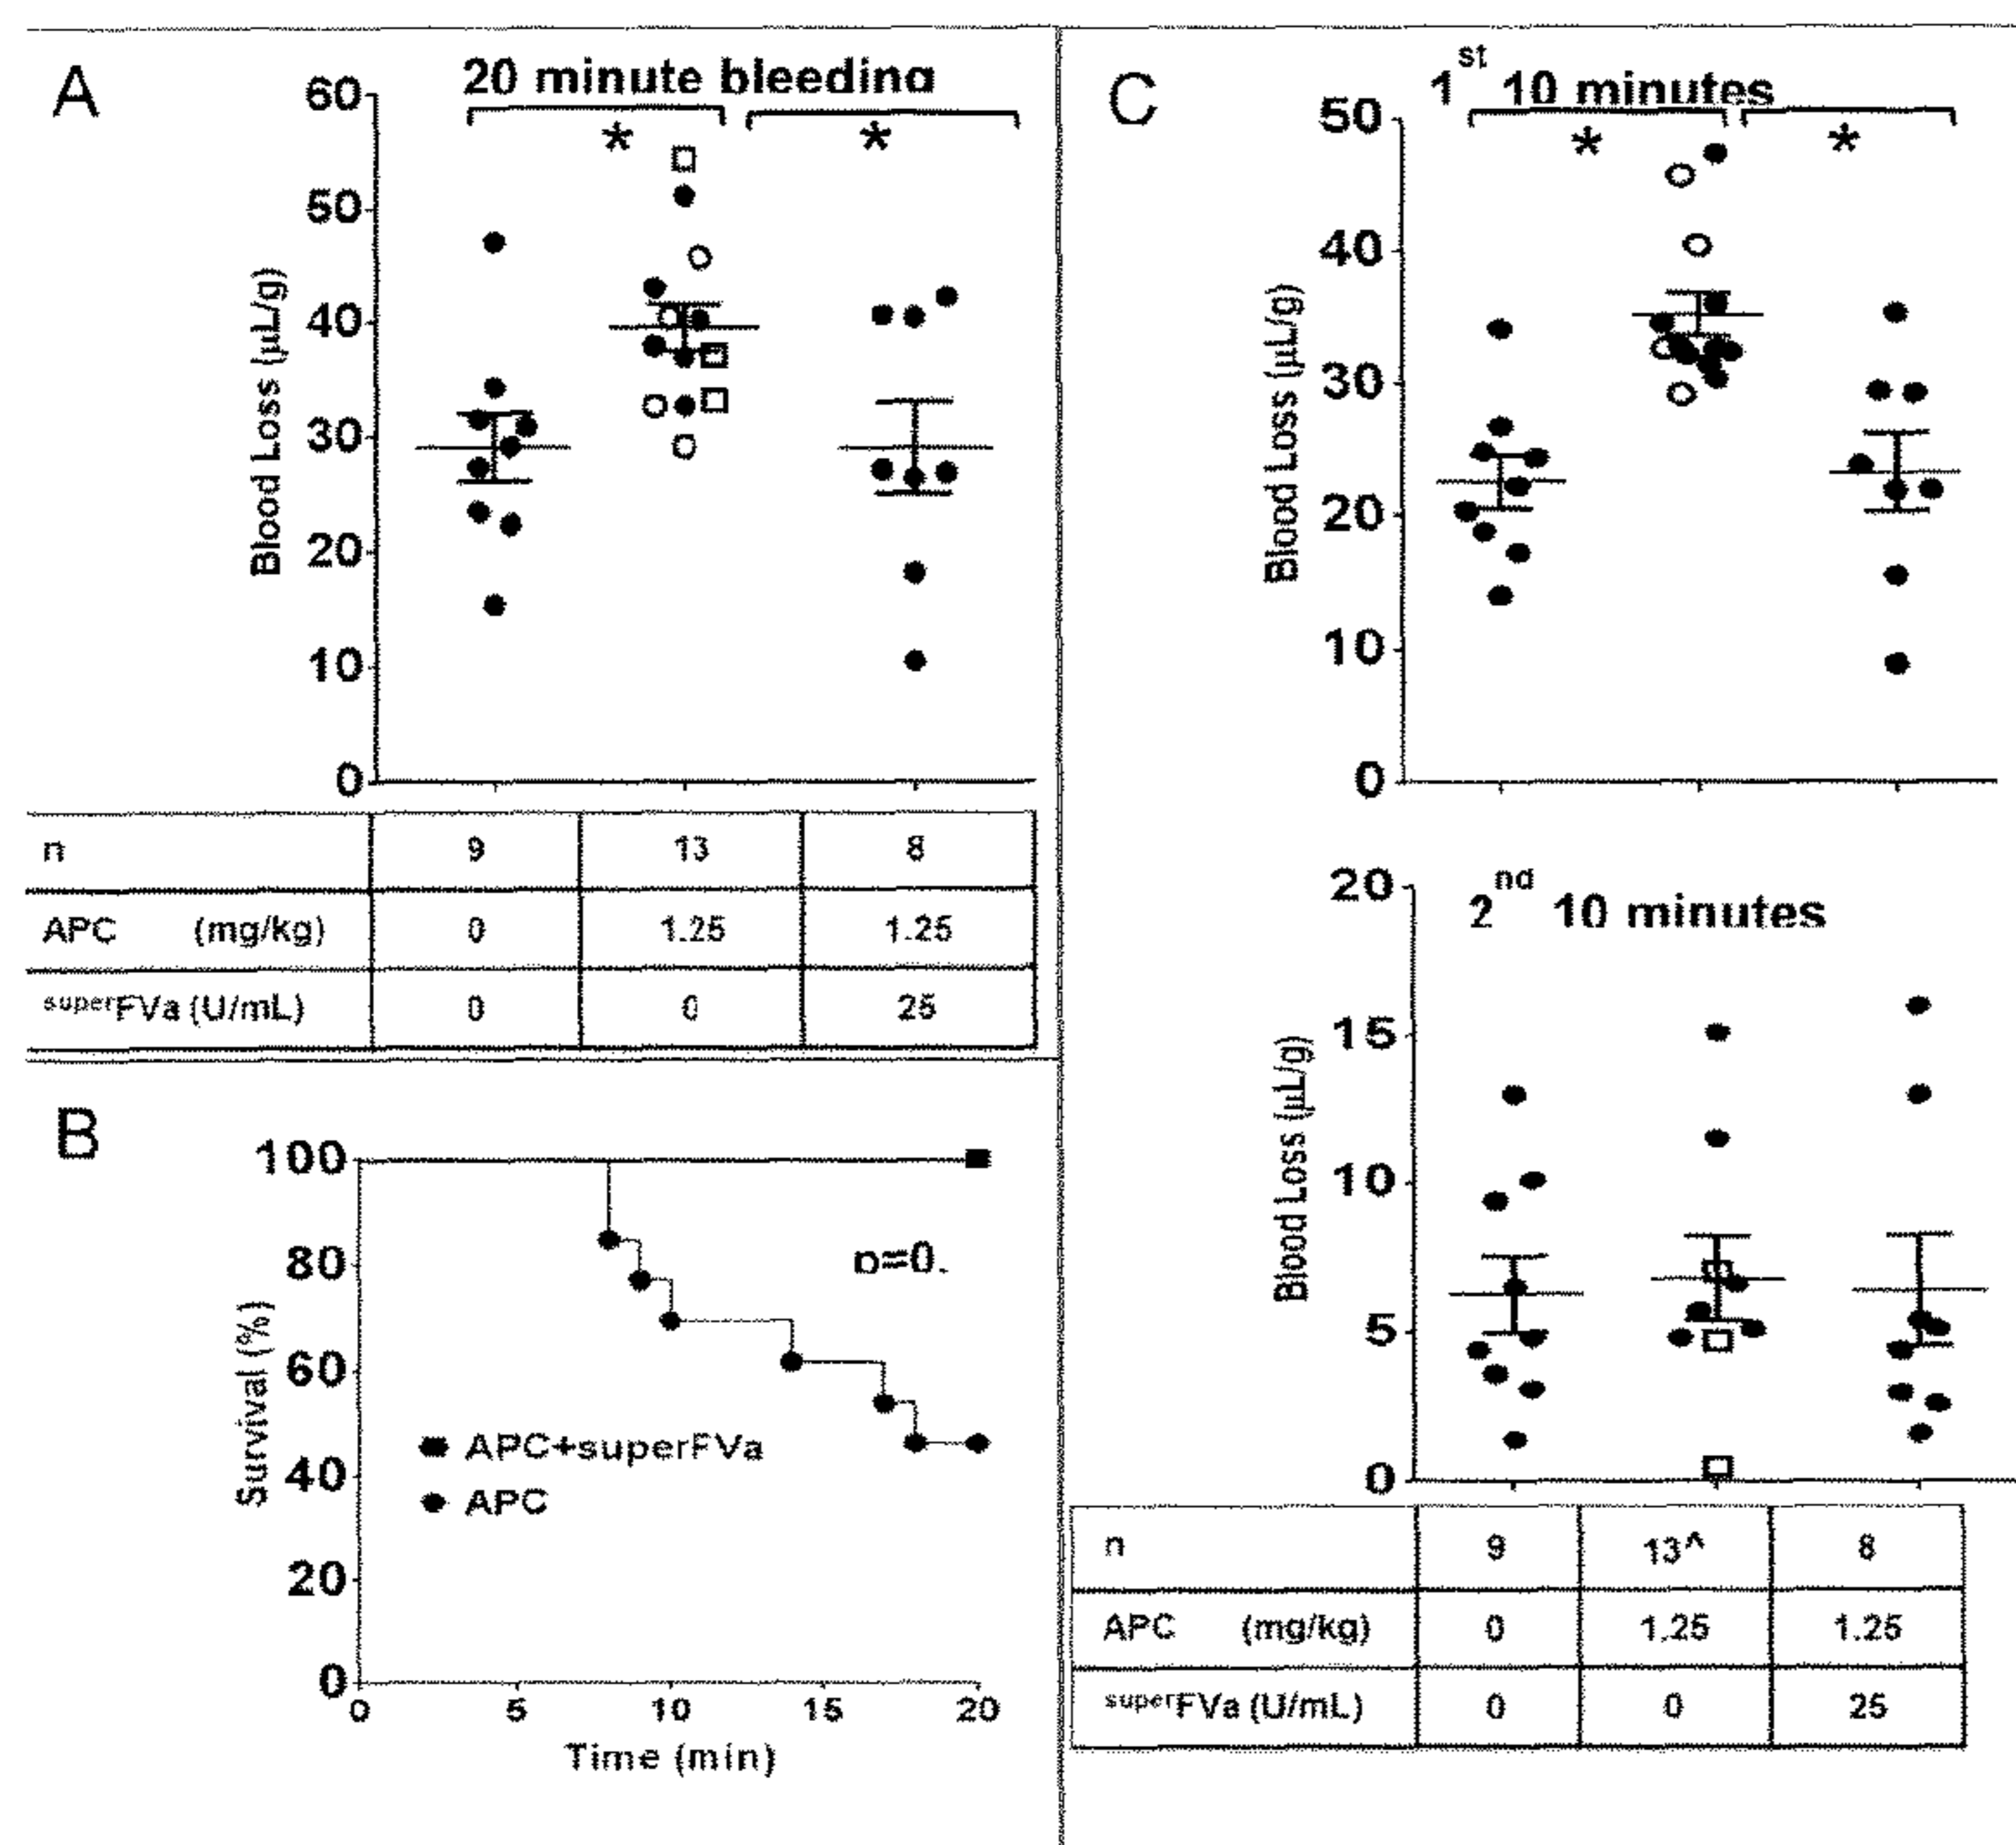 A
20 minute bleeding
60
50
40
30
20
10
0
Blood Loss (µL/g)
* *
n 9 13 8
APC (mg/kg) 0 1.25 1.25
superFVa (U/mL) 0 0 25
B
100
80
60
40
20
0
Survival (%)
p=0.
APC+superFVa
APC
0 5 10 15 20
Time (min)
C
1st 10 minutes
50
40
30
20
10
0
Blood Loss (µL/g)
* *
2nd 10 minutes
20
15
10
5
0
Blood Loss (µL/g)
n 9 13^ 8
APC (mg/kg) 0 1.25 1.25
superFVa (U/mL) 0 0 25